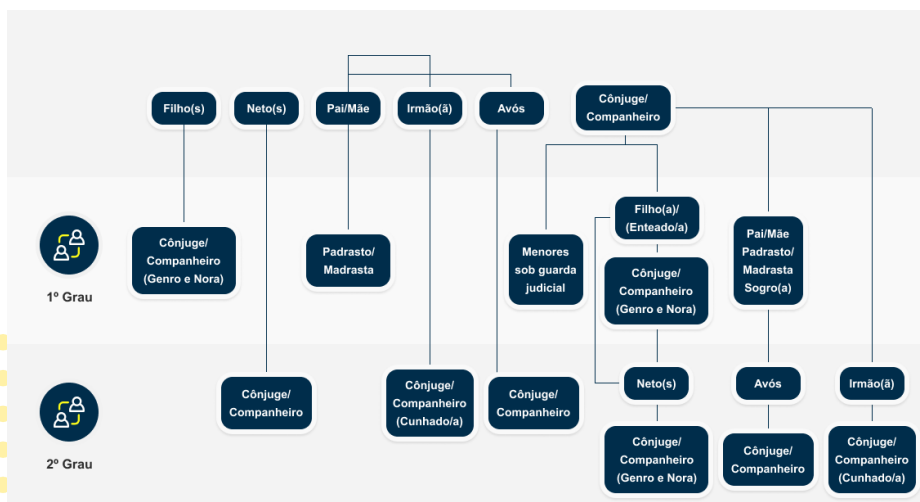 Filho(s)
Neto(s)
Pai/Mãe
Irmão(ã)
Avós
Cônjuge/
Companheiro
1º Grau
Cônjuge/
Companheiro
(Genro e Nora)
Padrasto/
Madrasta
Menores
sob guarda
judicial
Filho(a)/
(Enteado/a)
Cônjuge/
Companheiro
(Genro e Nora)
Pai/Mãe
Padrasto/
Madrasta
Sogro(a)
2º Grau
Cônjuge/
Companheiro
Cônjuge/
Companheiro
(Cunhado/a)
Cônjuge/
Companheiro
Neto(s)
Avós
Irmão(ã)
Cônjuge/
Companheiro
(Genro e Nora)
Cônjuge/
Companheiro
Cônjuge/
Companheiro
(Cunhado/a)